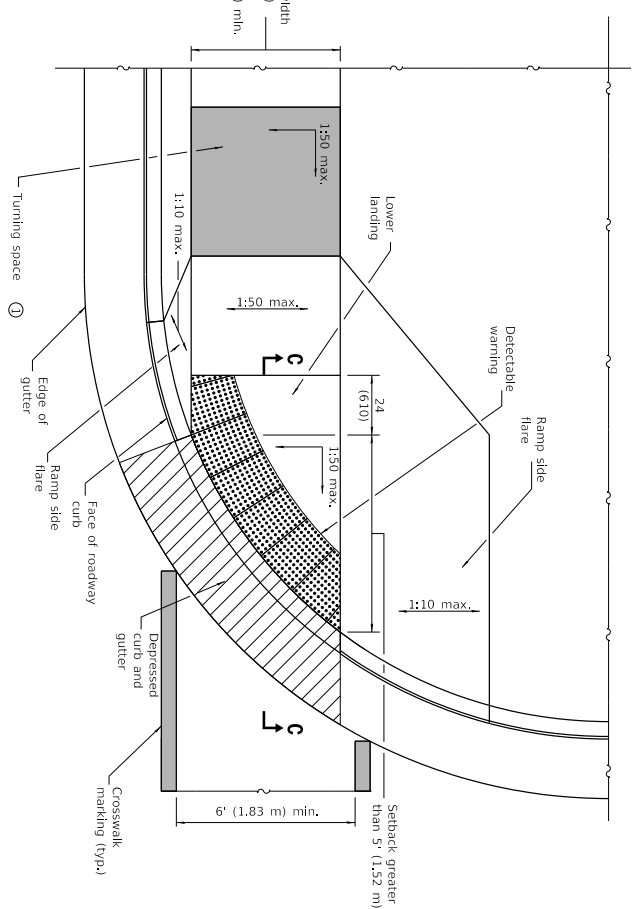 idth
)
) min.
1:50 max.
Turning space ①
1:10 max.
Lower
landing
1:50 max.
C
Detectable
warning
24
(610)
Ramp side
flare
1:50 max.
1:10 max.
Edge of
gutter
Ramp side
flare
Face of roadway
curb
Depressed
curb and
gutter
C
Crosswalk
marking (typ.)
6' (1.83 m) min.
Setback greater
than 5' (1.52 m)